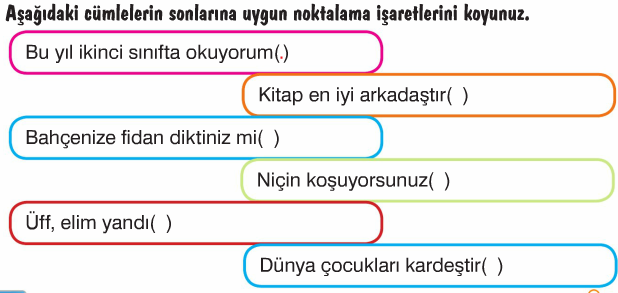 Aşağıdaki cümlelerin sonlarına uygun noktalama işaretlerini koyunuz.
Bu yıl ikinci sınıfta okuyorum(.)
Kitap en iyi arkadaştır( )
Bahçenize fidan diktiniz mi( )
Niçin koşuyorsunuz( )
Üff, elim yandı( )
Dünya çocukları kardeştir( )